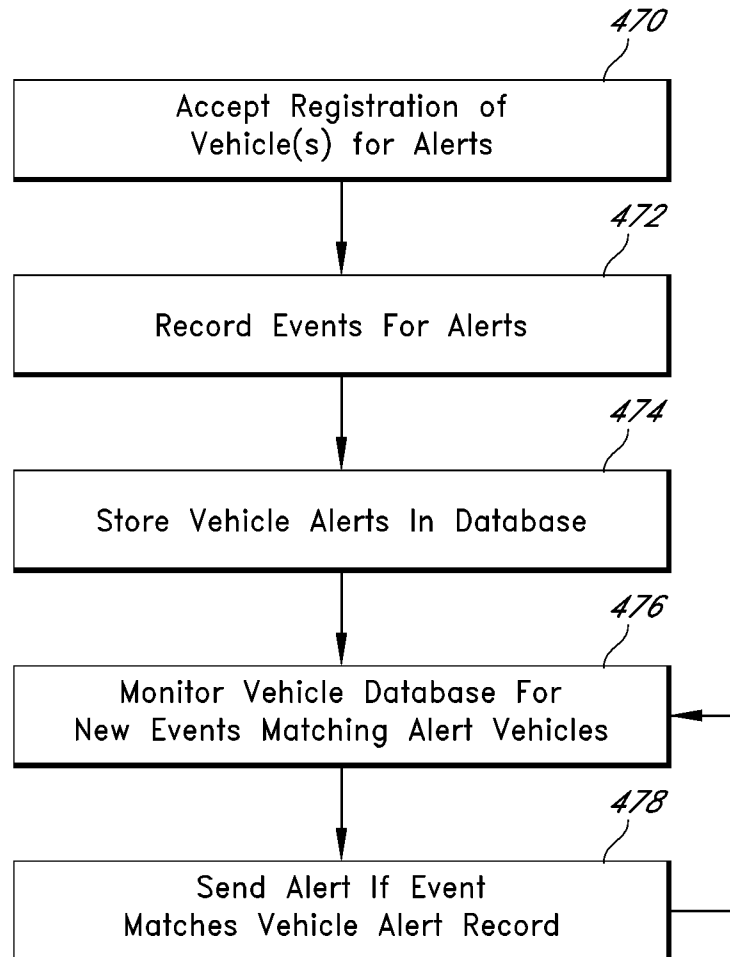 470
Accept Registration of
Vehicle(s) for Alerts
472
Record Events For Alerts
474
Store Vehicle Alerts In Database
476
Monitor Vehicle Database For
New Events Matching Alert Vehicles
478
Send Alert If Event
Matches Vehicle Alert Record